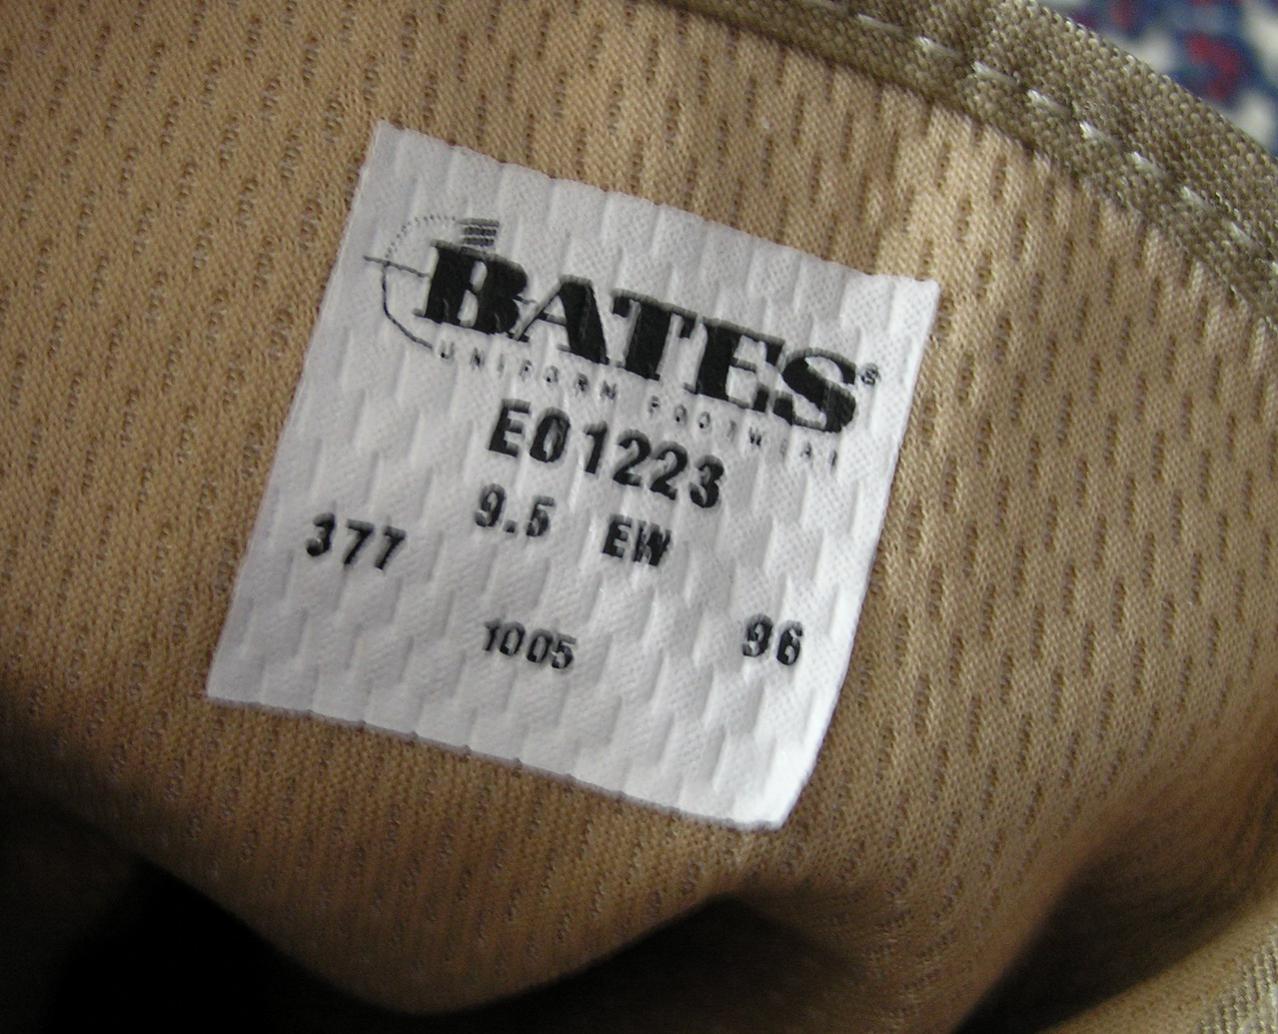 BATES®
UNIFORM FOOTWEAR
E01223
9.5 EW
377
96
1005